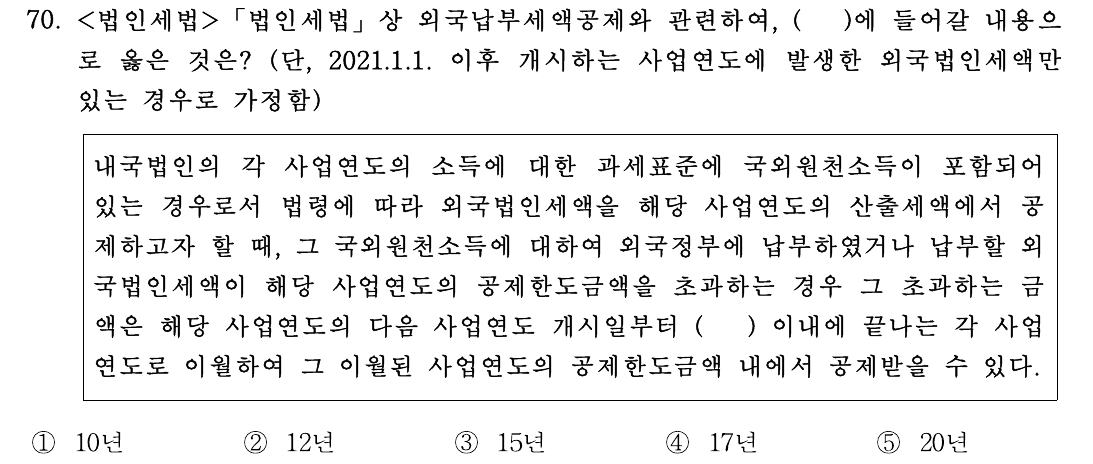 70. <법인세법>「법인세법」상 외국납부세액공제와 관련하여, (    )에 들어갈 내용으
로 옳은 것은? (단, 2021.1.1. 이후 개시하는 사업연도에 발생한 외국법인세액만
있는 경우로 가정함)
내국법인의 각 사업연도의 소득에 대한 과세표준에 국외원천소득이 포함되어
있는 경우로서 법령에 따라 외국법인세액을 해당 사업연도의 산출세액에서 공
제하고자 할 때, 그 국외원천소득에 대하여 외국정부에 납부하였거나 납부할 외
국법인세액이 해당 사업연도의 공제한도금액을 초과하는 경우 그 초과하는 금
액은 해당 사업연도의 다음 사업연도 개시일부터 (    ) 이내에 끝나는 각 사업
연도로 이월하여 그 이월된 사업연도의 공제한도금액 내에서 공제받을 수 있다.
① 10년 ② 12년 ③ 15년 ④ 17년 ⑤ 20년